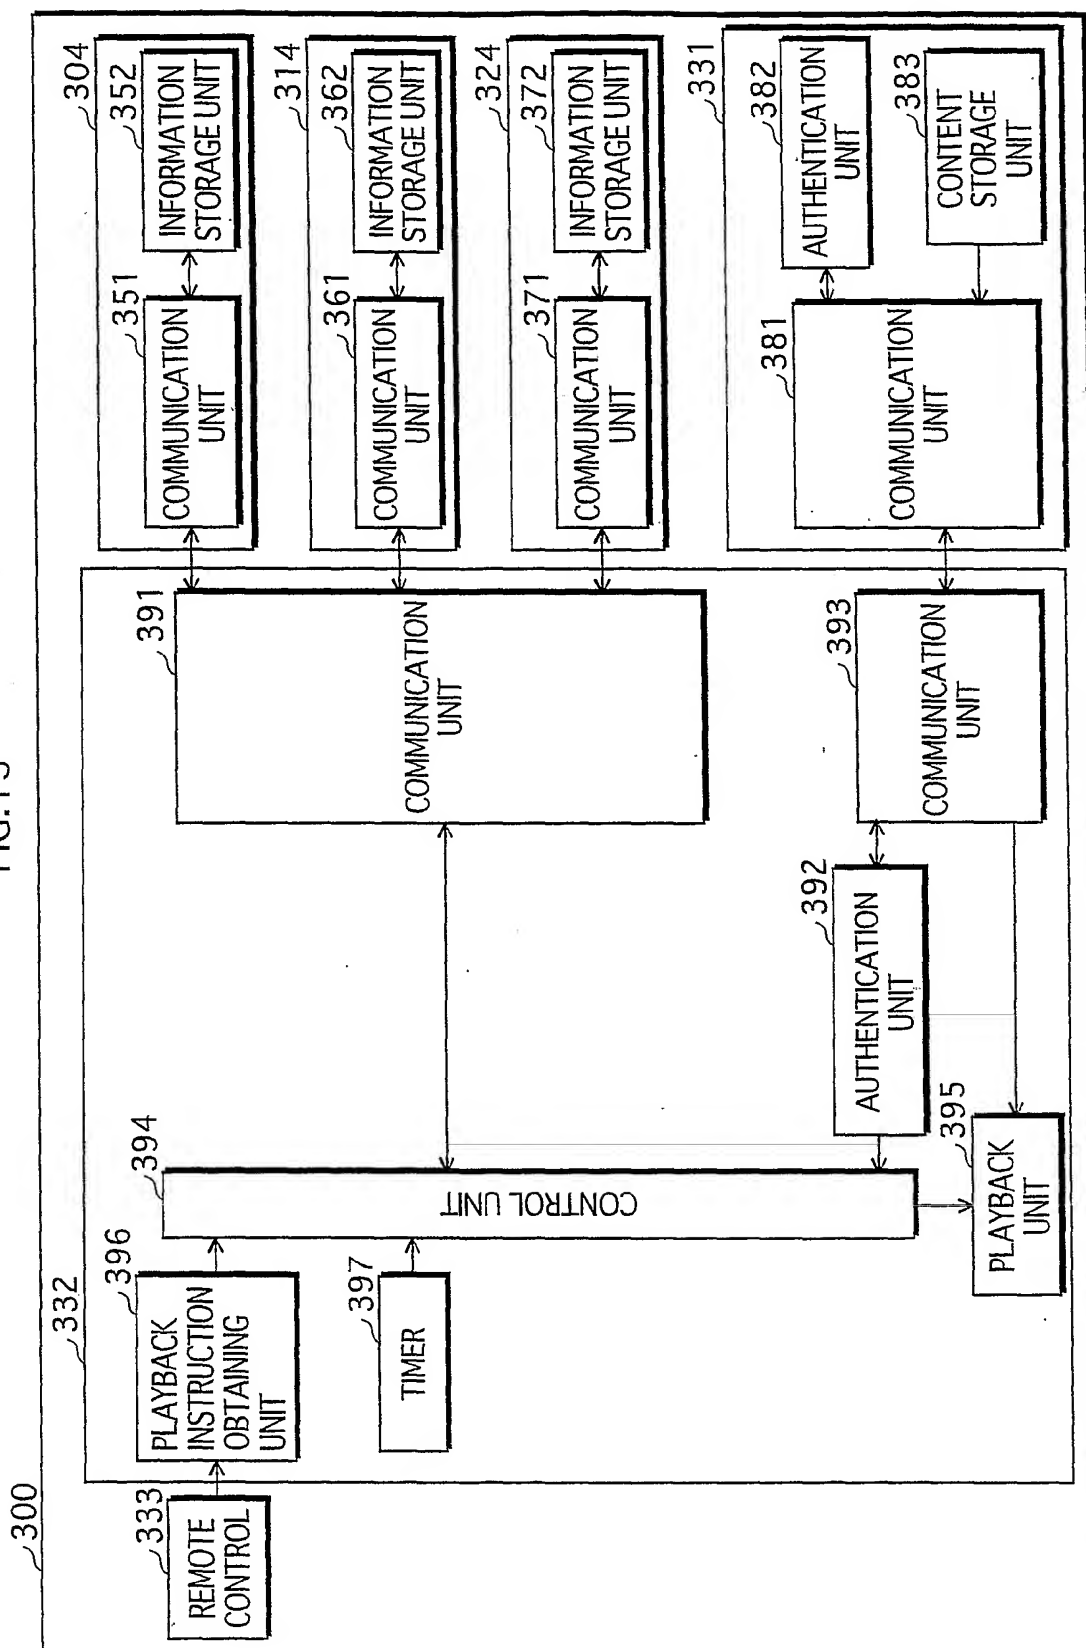 300
332
333
REMOTE
CONTROL
396
PLAYBACK
INSTRUCTION
OBTAINING
UNIT
397
TIMER
394
CONTROL UNIT
395
PLAYBACK
UNIT
392
AUTHENTICATION
UNIT
391
COMMUNICATION
UNIT
393
COMMUNICATION
UNIT
304
351
COMMUNICATION
UNIT
352
INFORMATION
STORAGE UNIT
314
361
COMMUNICATION
UNIT
362
INFORMATION
STORAGE UNIT
324
371
COMMUNICATION
UNIT
372
INFORMATION
STORAGE UNIT
331
381
COMMUNICATION
UNIT
382
AUTHENTICATION
UNIT
383
CONTENT
STORAGE
UNIT